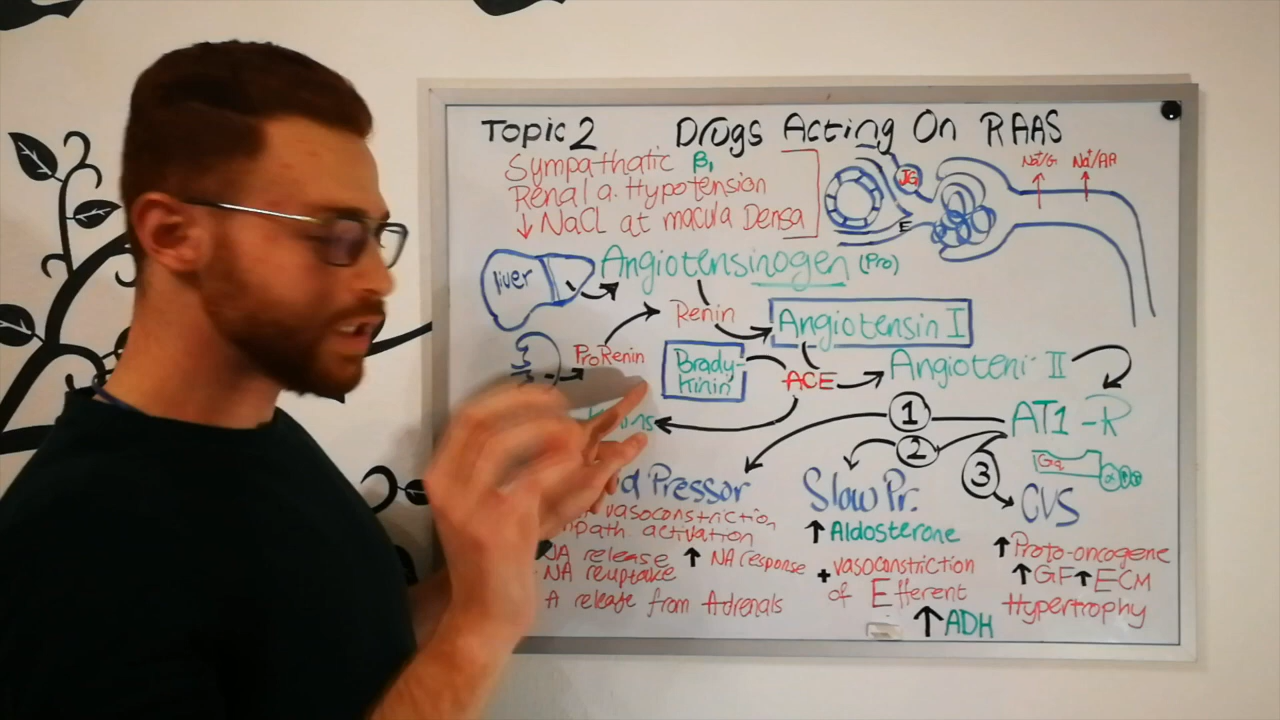 Topic 2 Drugs Acting On RAAS
Sympathatic β1
Renal a. Hypotension
↓ NaCL at macula Densa
JG
E
Na+/G
Na+/AA
liver
Angiotensinogen (Pro)
Renin
Angiotensin I
ProRenin
Brady-
kinin
ACE
Angioteni II
AT1-R
1
2
3
Gq
Pressor
Slow Pr.
CVS
vasoconstriction
activation
NA release ↑ NA response
NA reuptake
A release from Adrenals
↑ Aldosterone
+ vasoconstriction
of Efferent
↑ ADH
↑ Proto-oncogene
↑ GF ↑ ECM
Hypertrophy